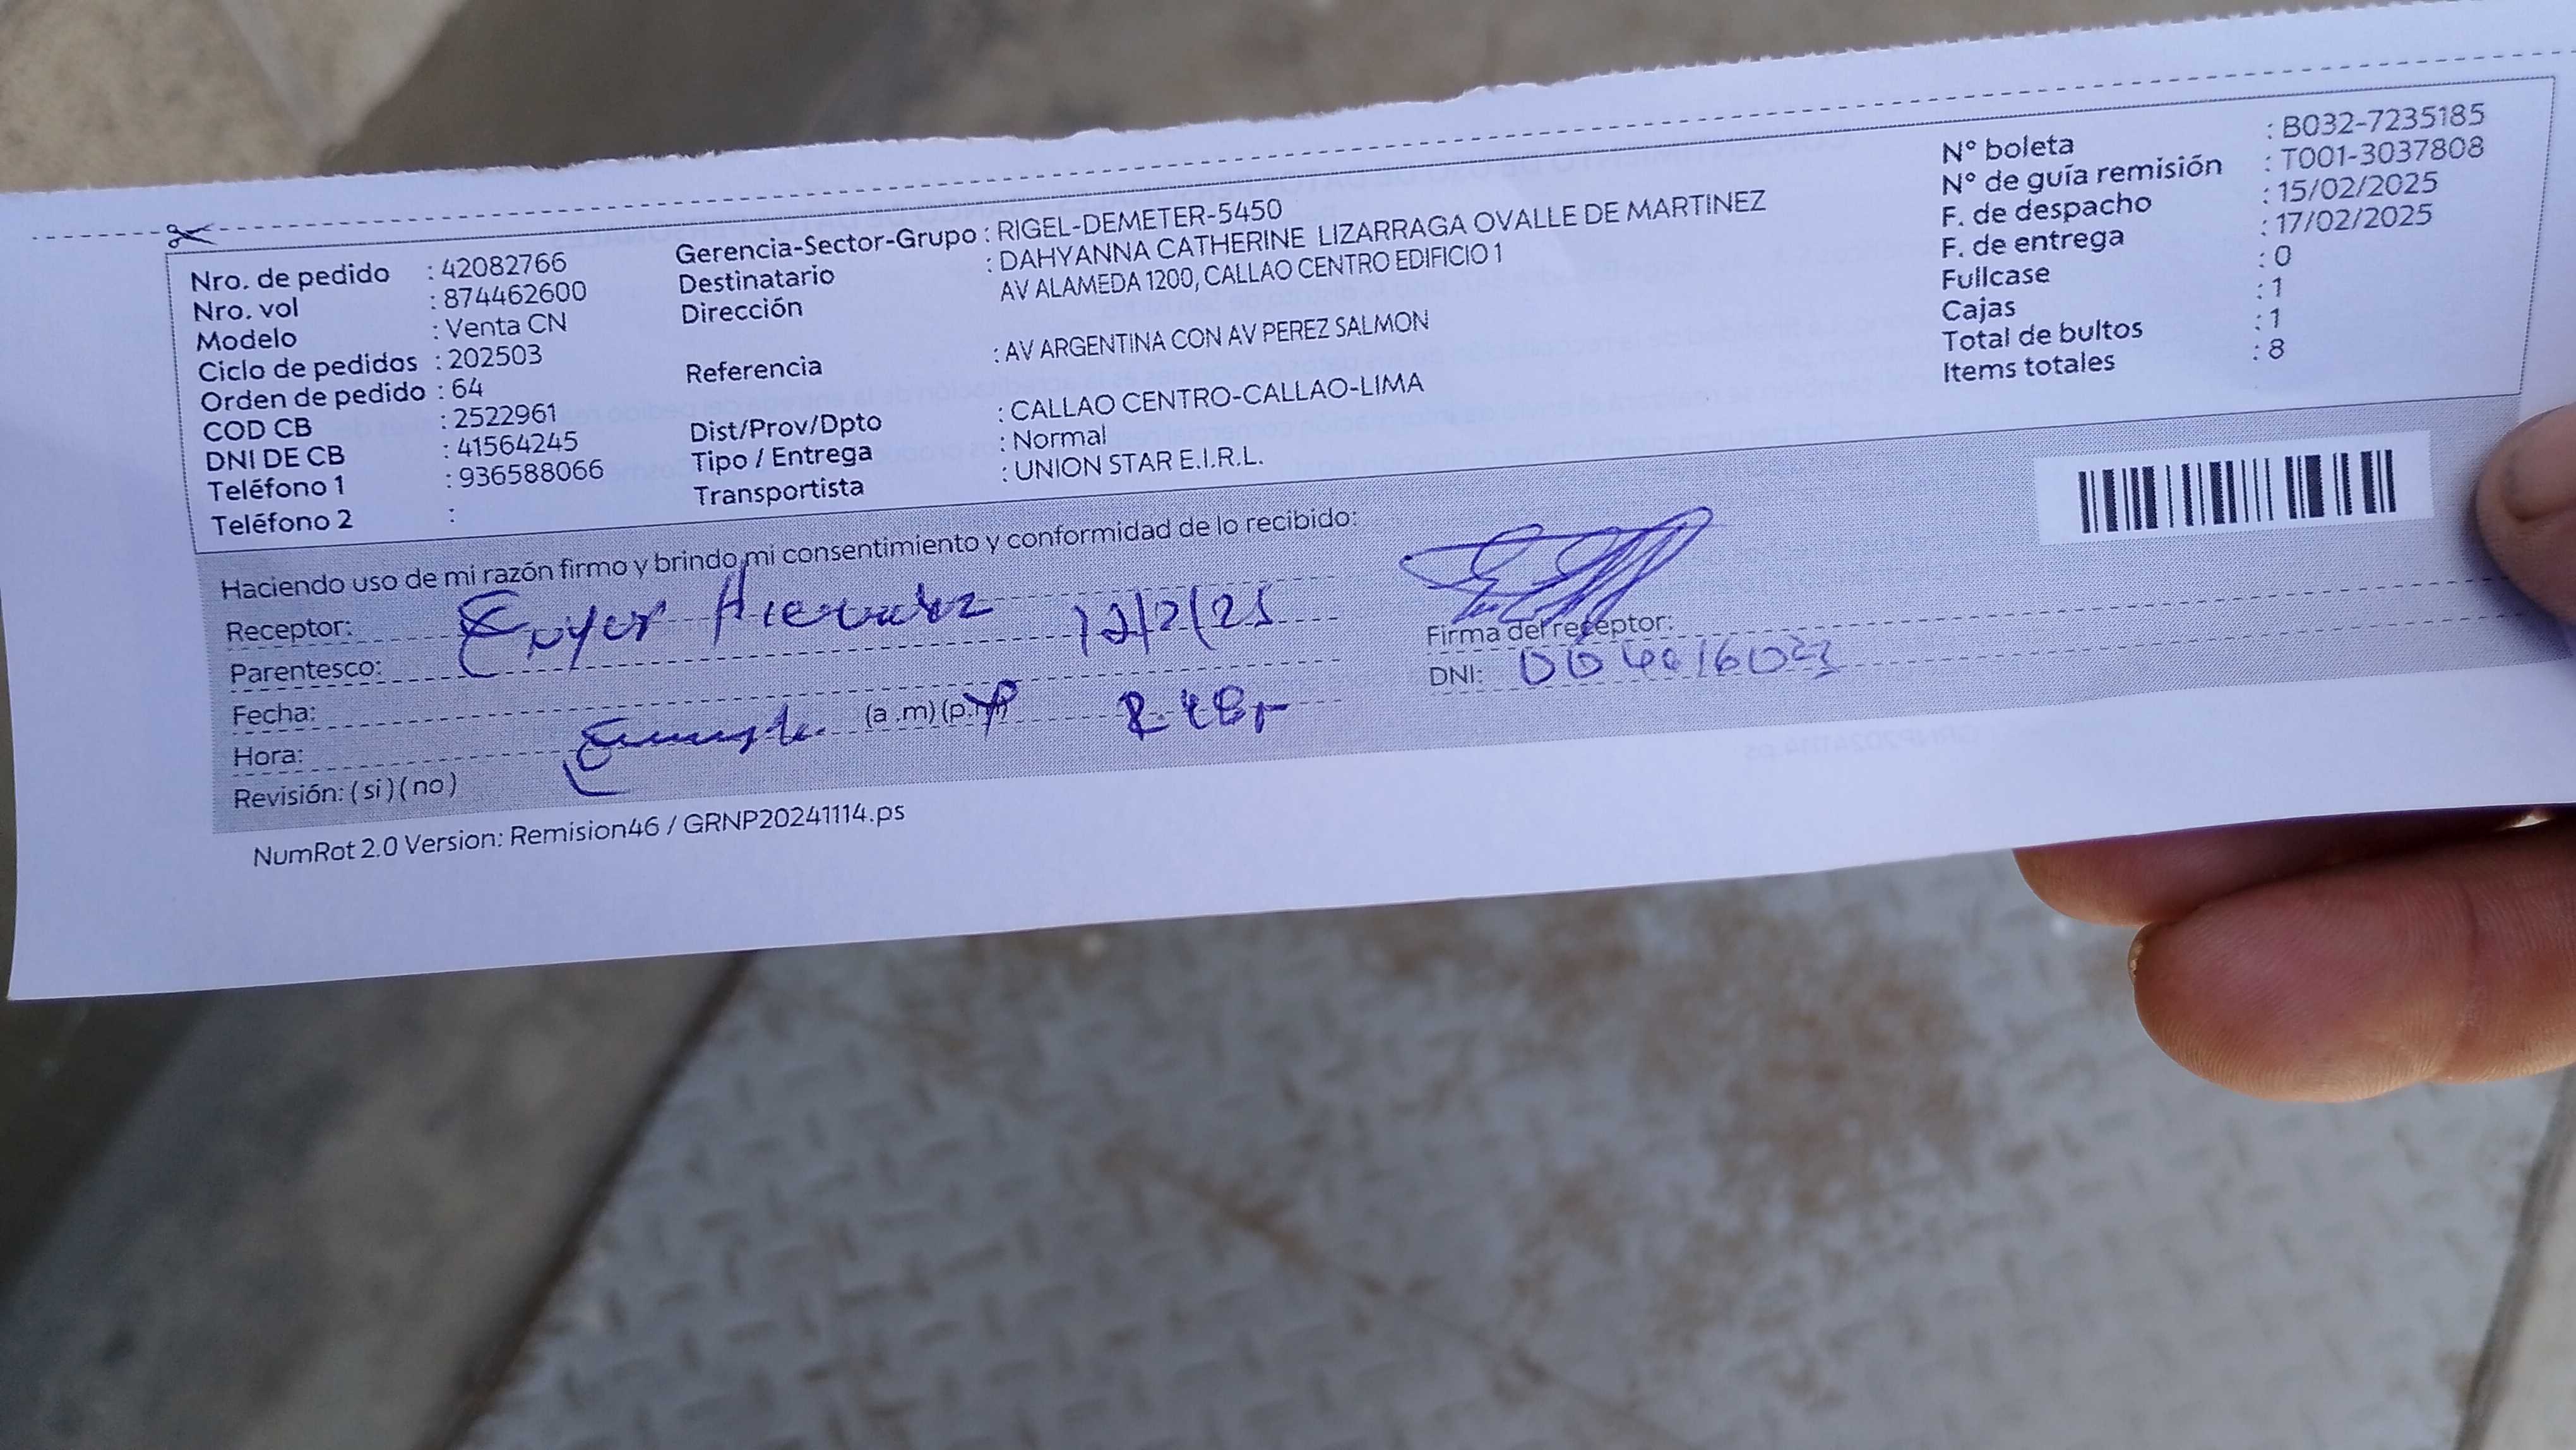 Nro. de pedido : 42082766
Nro. vol : 874462600
Modelo : Venta CN
Ciclo de pedidos : 202503
Orden de pedido : 64
COD CB : 2522961
DNI DE CB : 41564245
Teléfono 1 : 936588066
Teléfono 2 :
Gerencia-Sector-Grupo : RIGEL-DEMETER-5450
Destinatario : DAHYANNA CATHERINE LIZARRAGA OVALLE DE MARTINEZ
Dirección AV ALAMEDA 1200, CALLAO CENTRO EDIFICIO 1
Referencia : AV ARGENTINA CON AV PEREZ SALMON
Dist/Prov/Dpto : CALLAO CENTRO-CALLAO-LIMA
Tipo / Entrega : Normal
Transportista : UNION STAR E.I.R.L.
N° boleta : B032-7235185
N° de guía remisión : T001-3037808
F. de despacho : 15/02/2025
F. de entrega : 17/02/2025
Fullcase : 0
Cajas : 1
Total de bultos : 1
Items totales : 8
Haciendo uso de mi razón firmo y brindo mi consentimiento y conformidad de lo recibido:
Receptor:
Parentesco:
Fecha:
Hora: (a .m) (p.m)
Revisión: ( si ) ( no )
Firma del receptor:
DNI:
NumRot 2.0 Version: Remision46 / GRNP20241114.ps